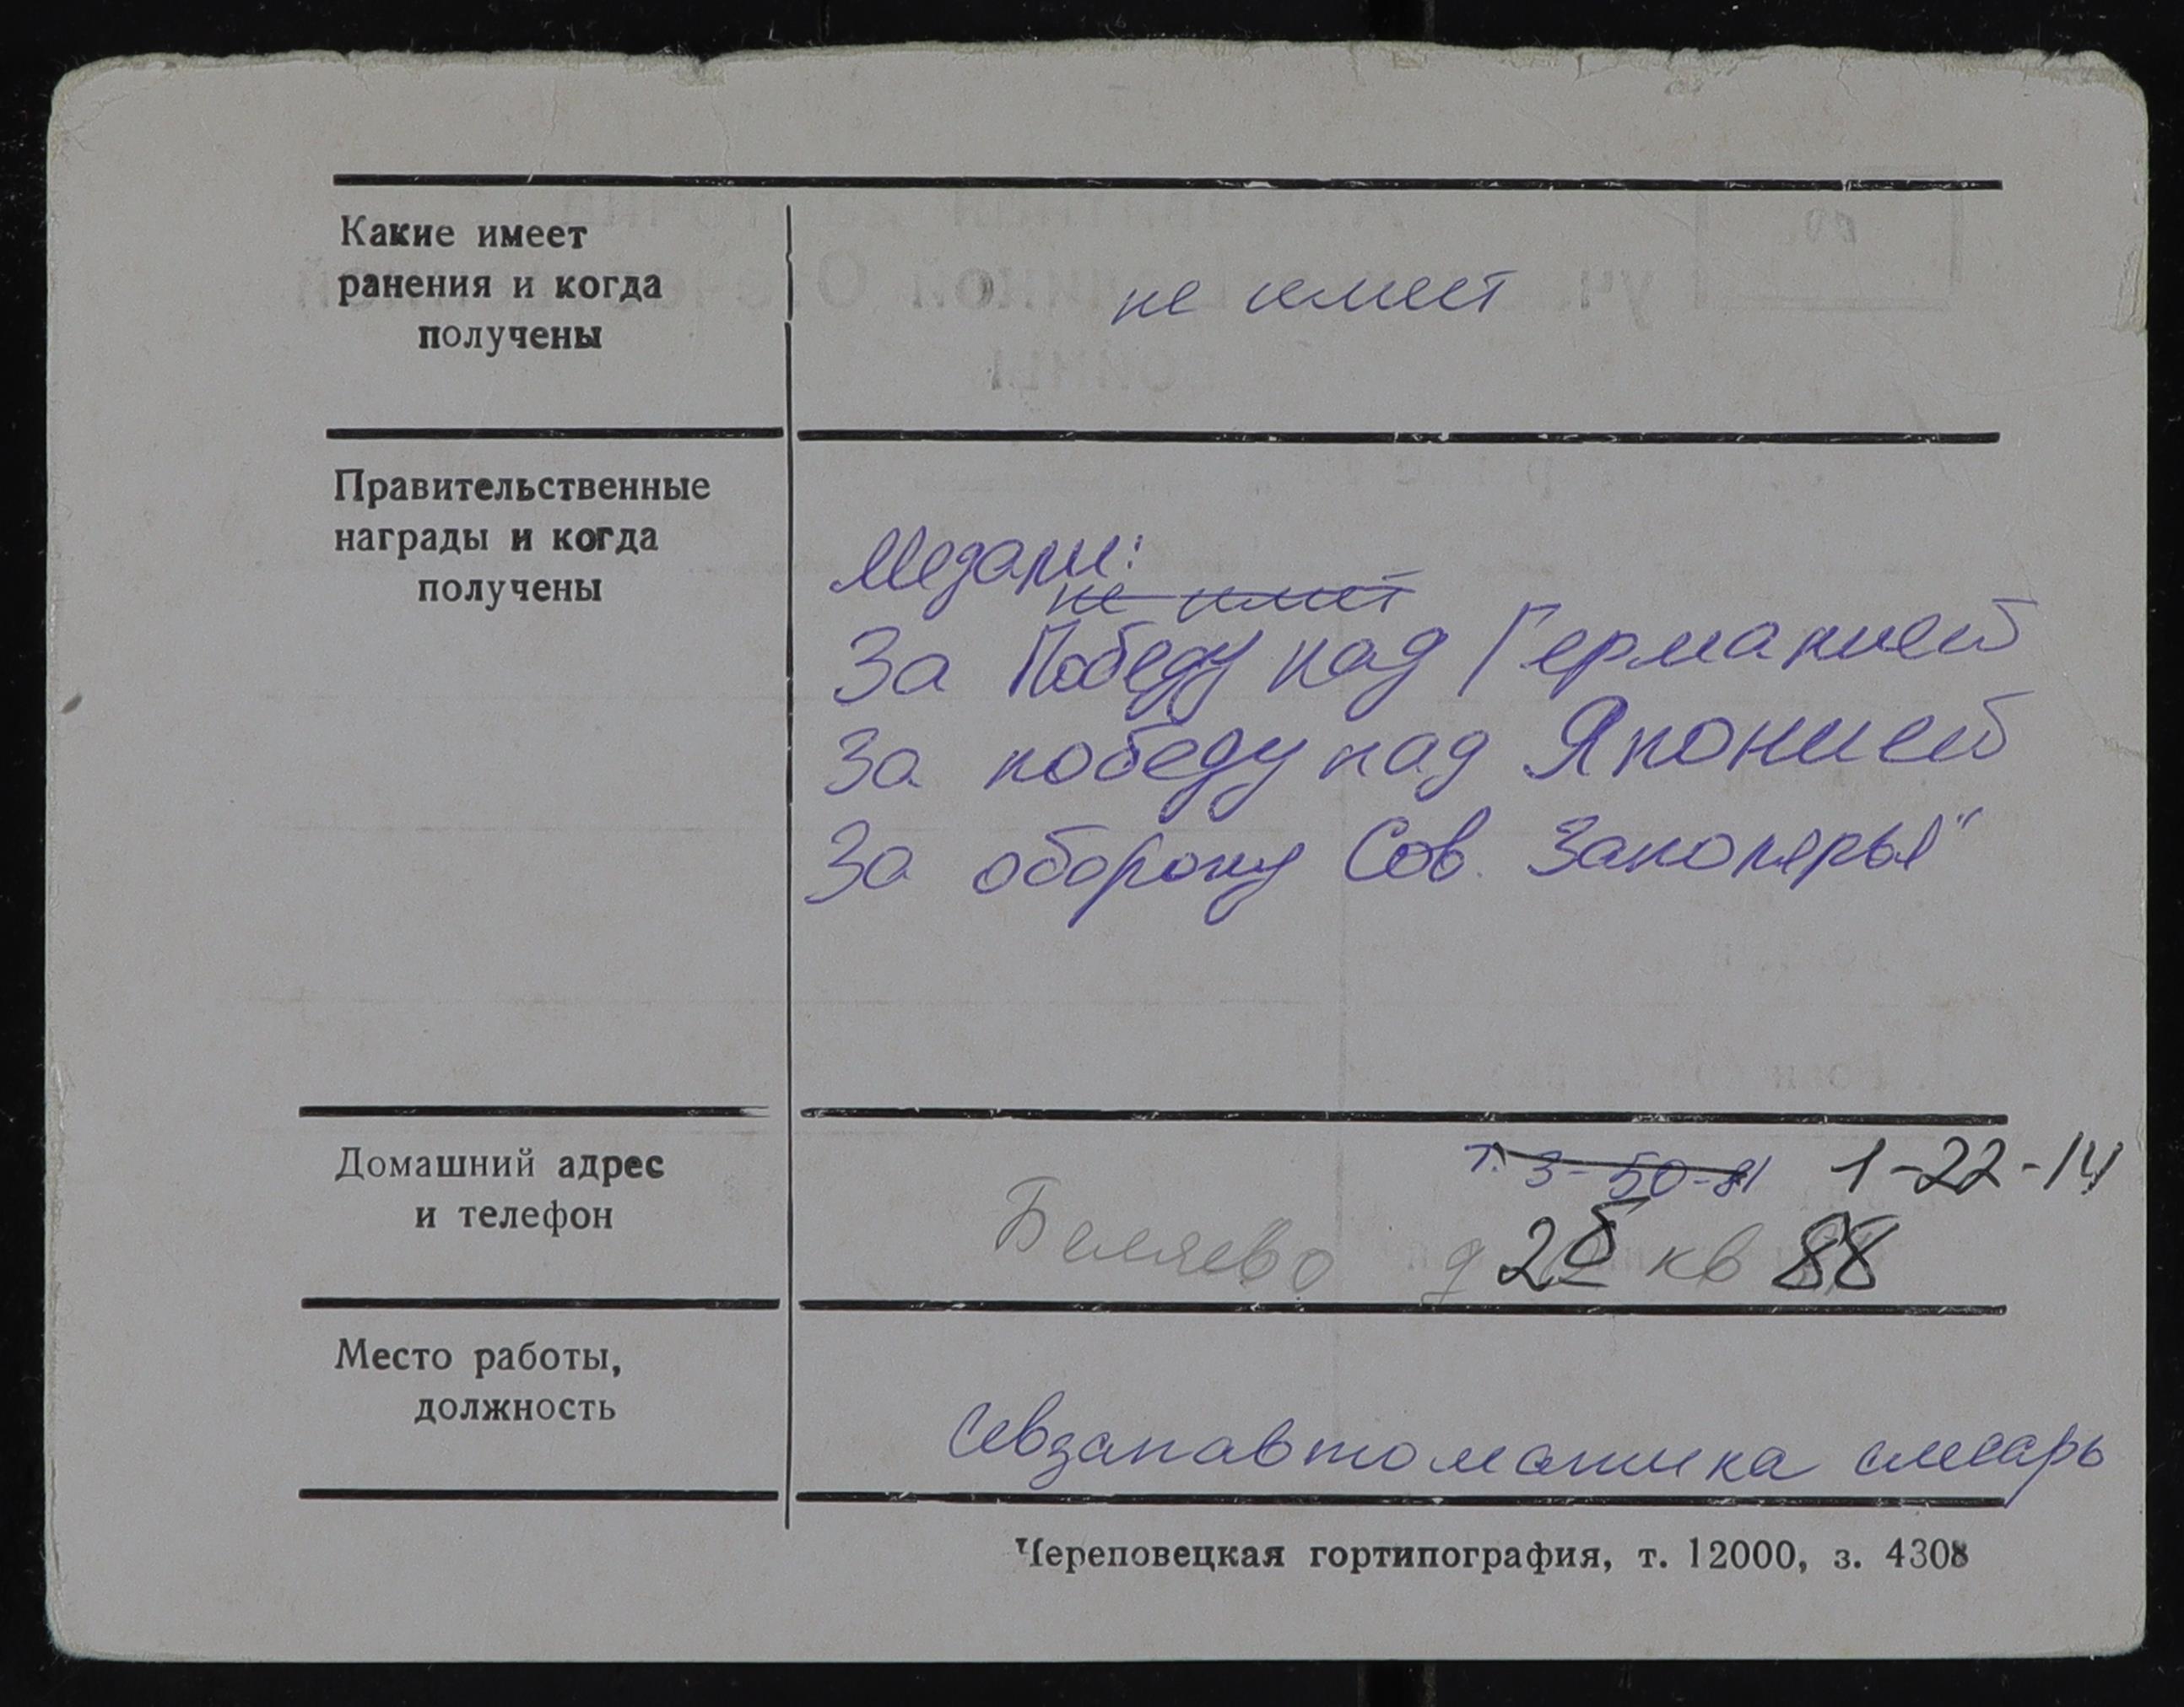 Какие имеет
ранения и когда
получены
не имеет
Правительственные
награды и когда
получены
Медали:
не имеет
За Победу над Германией
За победу над Японией
За оборону Сов. Заполярья"
Домашний адрес
и телефон
т. 3-50-81 1-22-14
Беляево д 2б кв 88
Место работы,
должность
Севзапавтоматика слесарь
Череповецкая гортипография, т. 12000, з. 4308